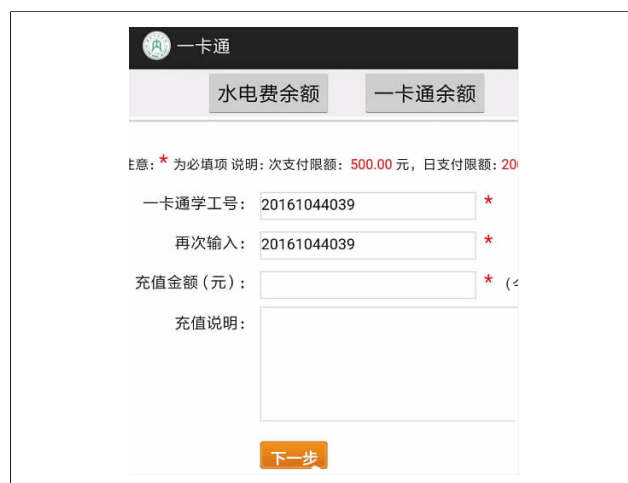 一卡通
水电费余额 一卡通余额
注意: * 为必填项 说明: 次支付限额: 500.00 元, 日支付限额: 20
一卡通学工号: 20161044039 *
再次输入: 20161044039 *
充值金额(元): * (
充值说明:
下一步